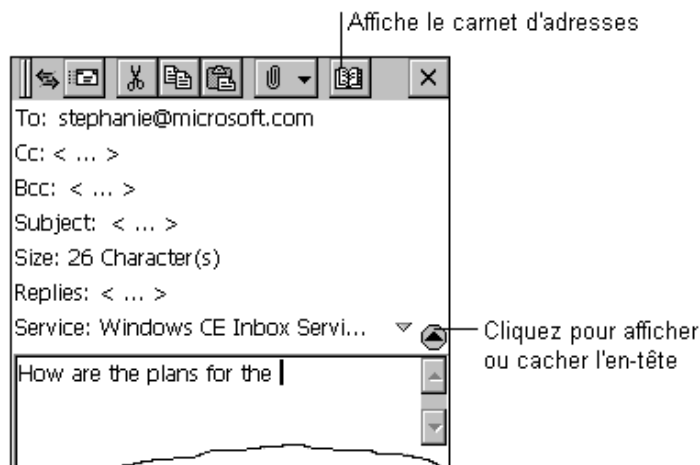 Affiche le carnet d'adresses
To: stephanie@microsoft.com
Cc: < ... >
Bcc: < ... >
Subject: < ... >
Size: 26 Character(s)
Replies: < ... >
Service: Windows CE Inbox Servi...
Cliquez pour afficher
ou cacher l'en-tête
How are the plans for the